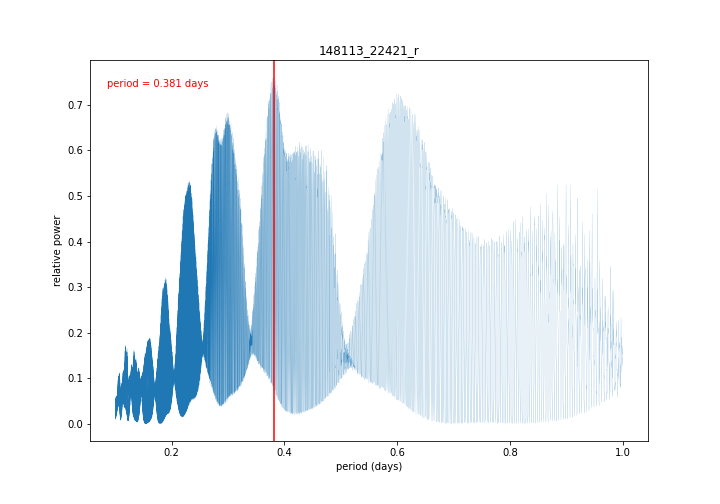 148113_22421_r
period = 0.381 days
relative power
0.7
0.6
0.5
0.4
0.3
0.2
0.1
0.0
0.2 0.4 0.6 0.8 1.0
period (days)